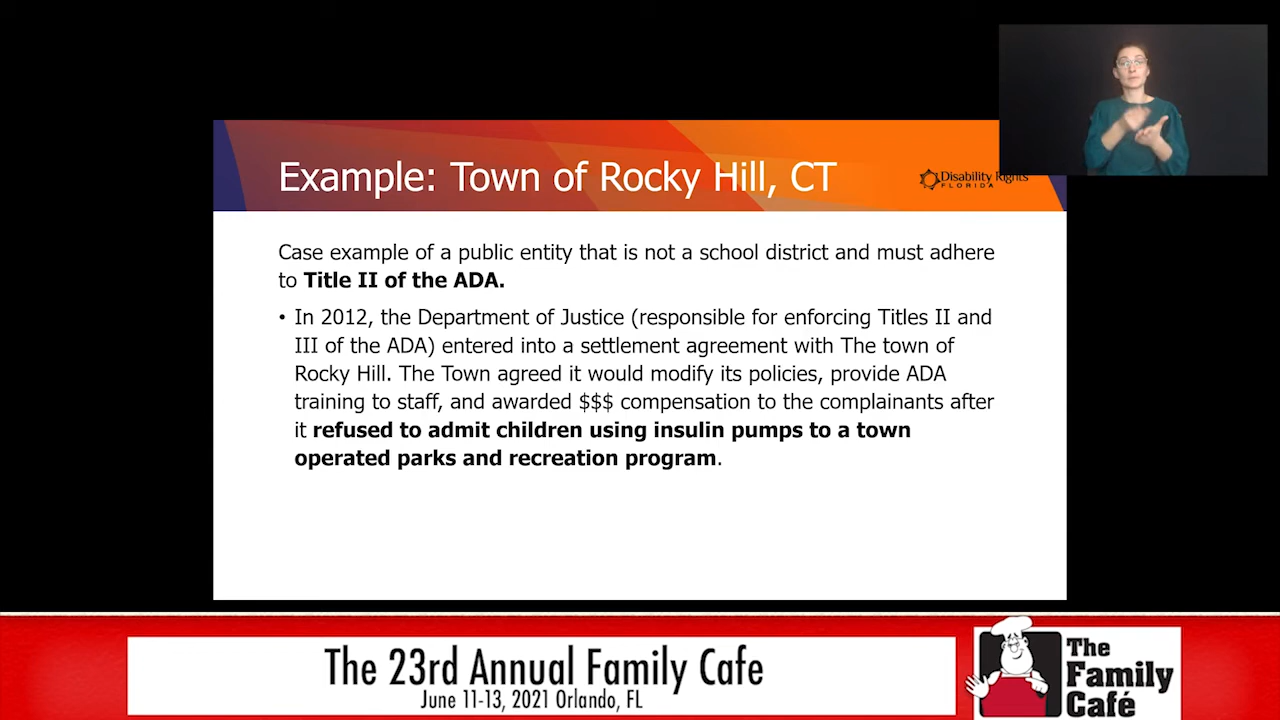 Example: Town of Rocky Hill, CT
Disability Rights
FLORIDA
Case example of a public entity that is not a school district and must adhere
to Title II of the ADA.
• In 2012, the Department of Justice (responsible for enforcing Titles II and
III of the ADA) entered into a settlement agreement with The town of
Rocky Hill. The Town agreed it would modify its policies, provide ADA
training to staff, and awarded $$$ compensation to the complainants after
it refused to admit children using insulin pumps to a town
operated parks and recreation program.
The 23rd Annual Family Cafe
June 11-13, 2021 Orlando, FL
The
Family
Café